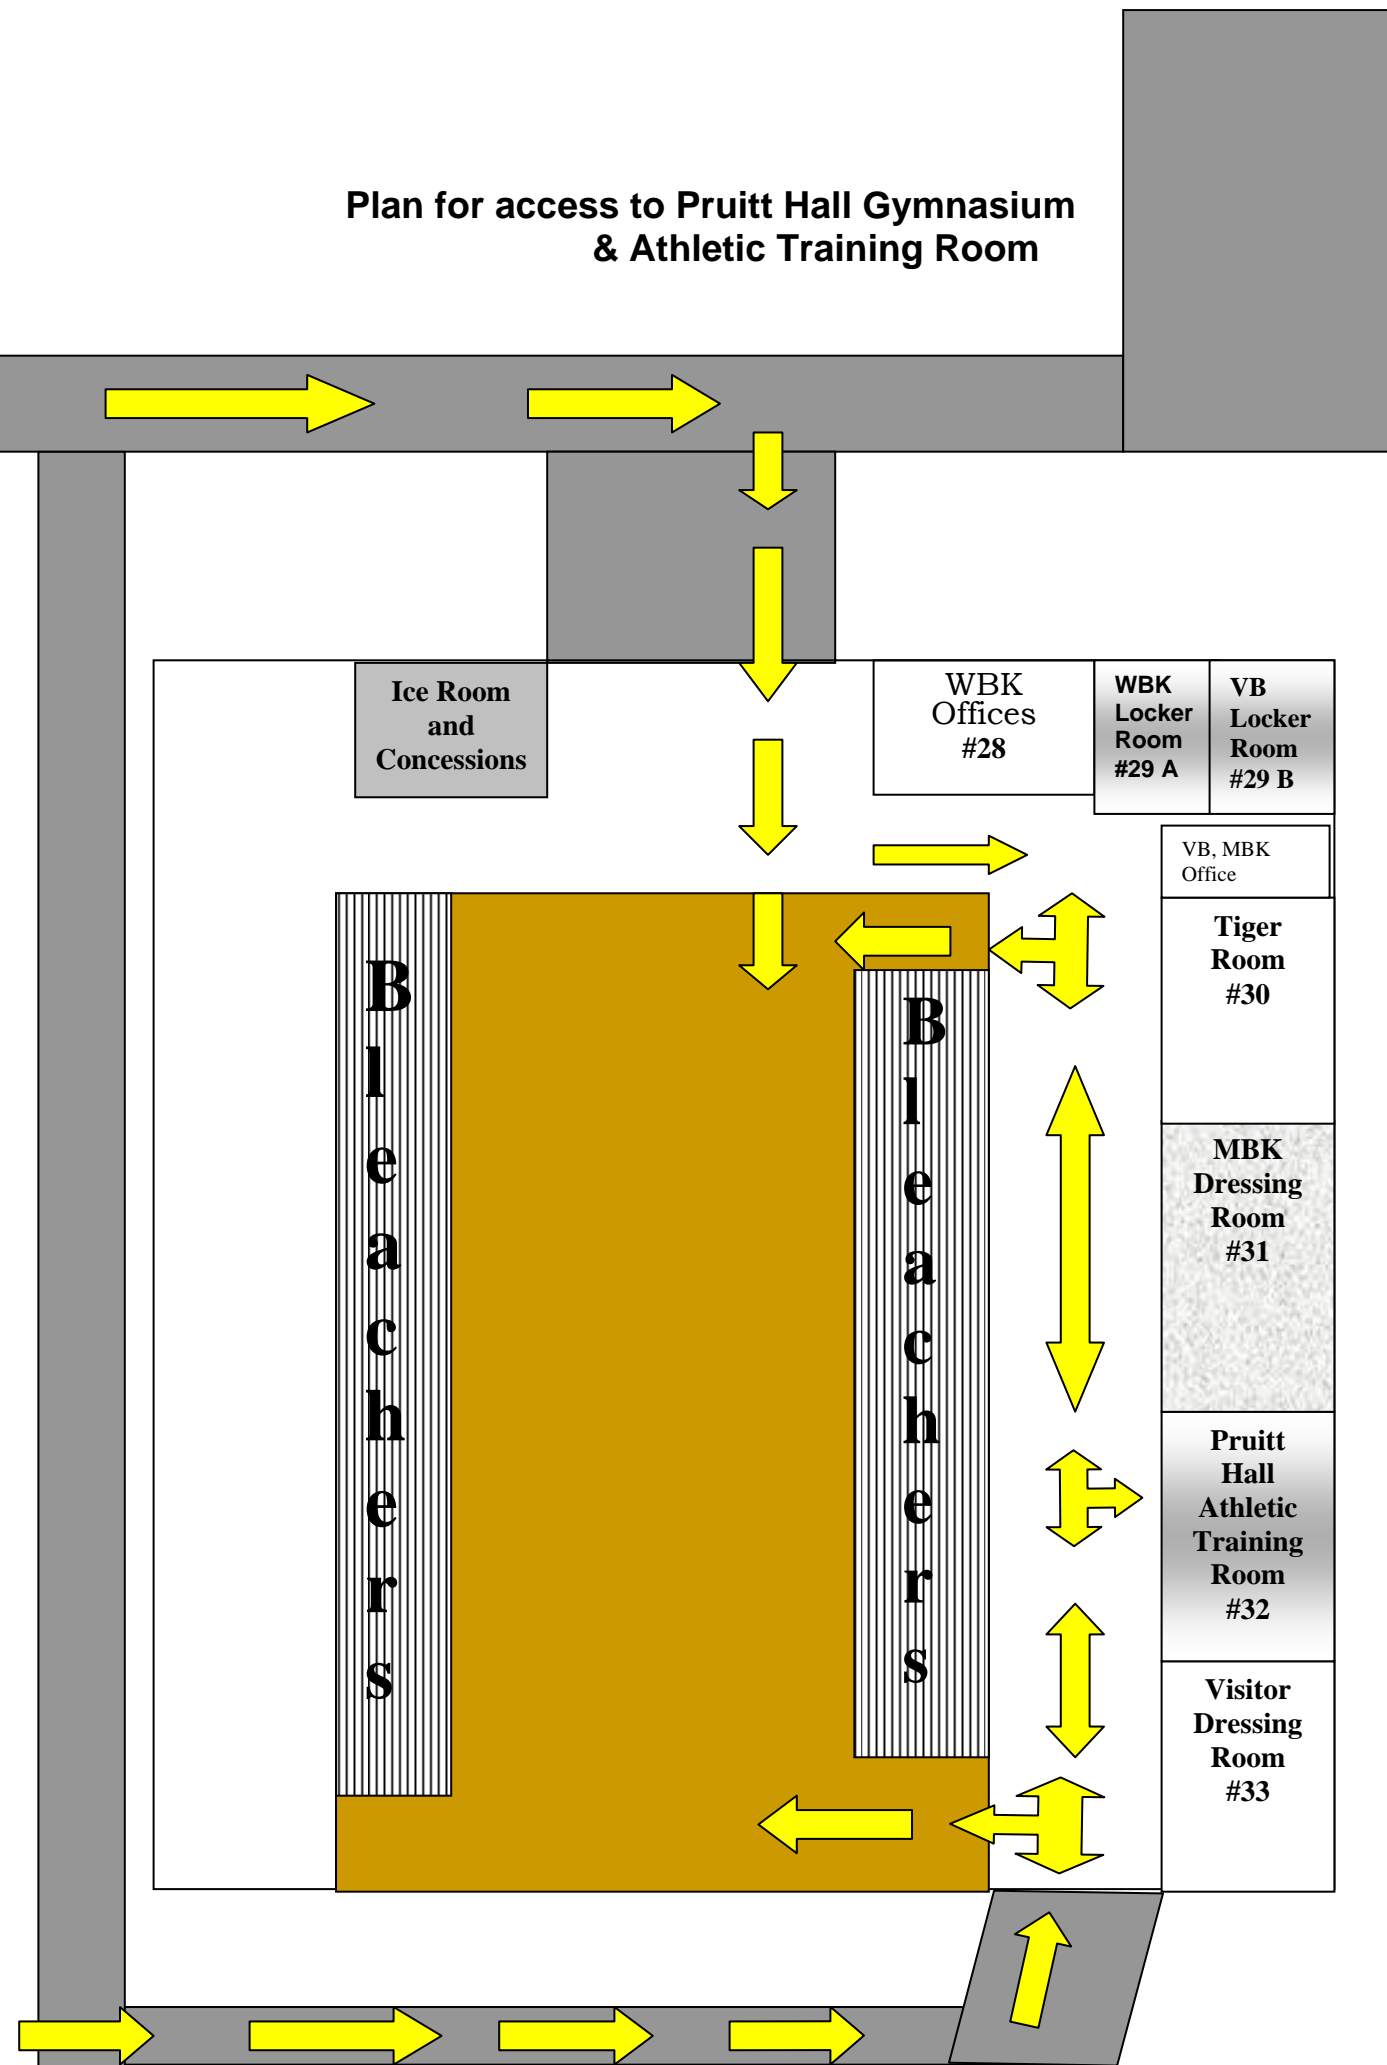 Plan for access to Pruitt Hall Gymnasium
& Athletic Training Room
Ice Room
and
Concessions
WBK
Offices
#28
WBK
Locker
Room
#29 A
VB
Locker
Room
#29 B
VB, MBK
Office
Tiger
Room
#30
Bleachers
Bleachers
MBK
Dressing
Room
#31
Pruitt
Hall
Athletic
Training
Room
#32
Visitor
Dressing
Room
#33